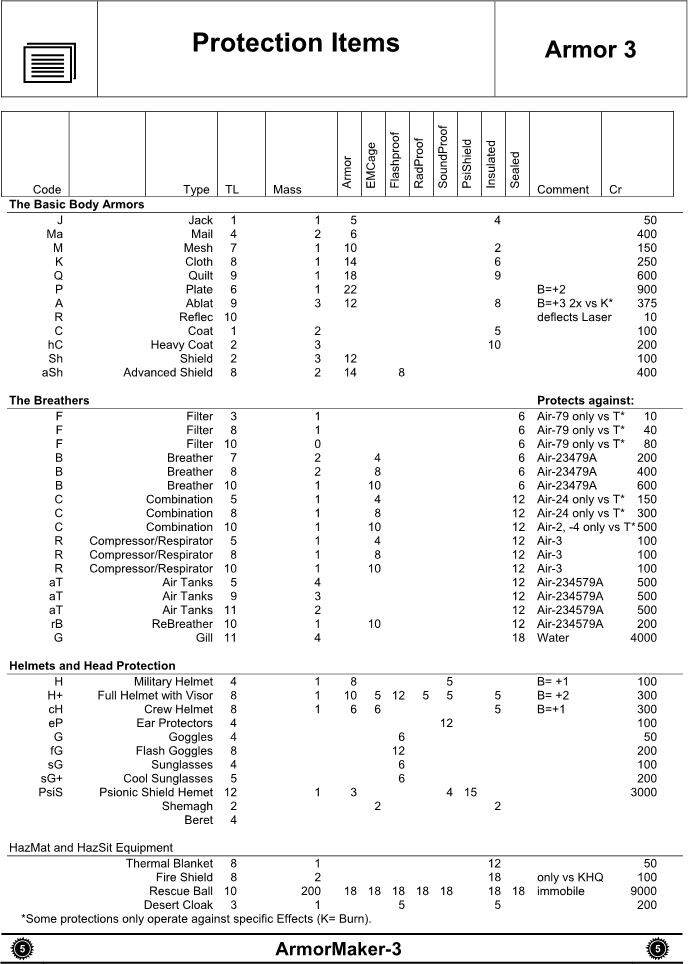 Protection Items
Armor 3
Code Type TL Mass Armor EMCage Flashproof RadProof SoundProof PsiShield Insulated Sealed Comment Cr
The Basic Body Armors
J Jack 1 1 5 4 50
Ma Mail 4 2 6 400
M Mesh 7 1 10 2 150
K Cloth 8 1 14 6 250
Q Quilt 9 1 18 9 600
P Plate 6 1 22 B=+2 900
A Ablat 9 3 12 8 B=+3 2x vs K* 375
R Reflec 10 deflects Laser 10
C Coat 1 2 5 100
hC Heavy Coat 2 3 10 200
Sh Shield 2 3 12 100
aSh Advanced Shield 8 2 14 8 400
The Breathers Protects against:
F Filter 3 1 6 Air-79 only vs T* 10
F Filter 8 1 6 Air-79 only vs T* 40
F Filter 10 0 6 Air-79 only vs T* 80
B Breather 7 2 4 6 Air-23479A 200
B Breather 8 2 8 6 Air-23479A 400
B Breather 10 1 10 6 Air-23479A 600
C Combination 5 1 4 12 Air-24 only vs T* 150
C Combination 8 1 8 12 Air-24 only vs T* 300
C Combination 10 1 10 12 Air-2, -4 only vs T* 500
R Compressor/Respirator 5 1 4 12 Air-3 100
R Compressor/Respirator 8 1 8 12 Air-3 100
R Compressor/Respirator 10 1 10 12 Air-3 100
aT Air Tanks 5 4 12 Air-234579A 500
aT Air Tanks 9 3 12 Air-234579A 500
aT Air Tanks 11 2 12 Air-234579A 500
rB ReBreather 10 1 10 12 Air-234579A 200
G Gill 11 4 18 Water 4000
Helmets and Head Protection
H Military Helmet 4 1 8 5 B= +1 100
H+ Full Helmet with Visor 8 1 10 5 12 5 5 5 B= +2 300
cH Crew Helmet 8 1 6 6 5 B=+1 300
eP Ear Protectors 4 12 100
G Goggles 4 6 50
fG Flash Goggles 8 12 200
sG Sunglasses 4 6 100
sG+ Cool Sunglasses 5 6 200
PsiS Psionic Shield Hemet 12 1 3 4 15 3000
Shemagh 2 2 2
Beret 4
HazMat and HazSit Equipment
Thermal Blanket 8 1 12 50
Fire Shield 8 2 18 only vs KHQ 100
Rescue Ball 10 200 18 18 18 18 18 18 18 immobile 9000
Desert Cloak 3 1 5 5 200
*Some protections only operate against specific Effects (K= Burn).
5 ArmorMaker-3 5